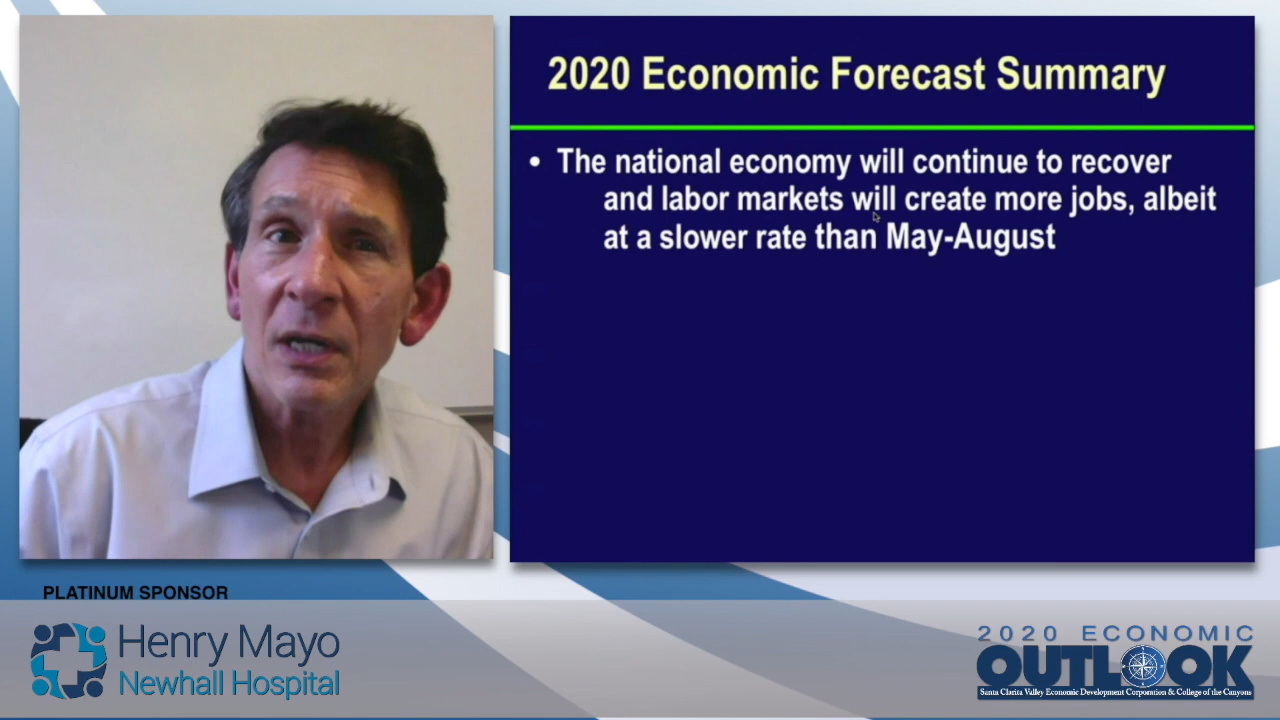 2020 Economic Forecast Summary
• The national economy will continue to recover
and labor markets will create more jobs, albeit
at a slower rate than May-August
PLATINUM SPONSOR
Henry Mayo
Newhall Hospital
2020 ECONOMIC
OUTLOOK
Santa Clarita Valley Economic Development Corporation & College of the Canyons